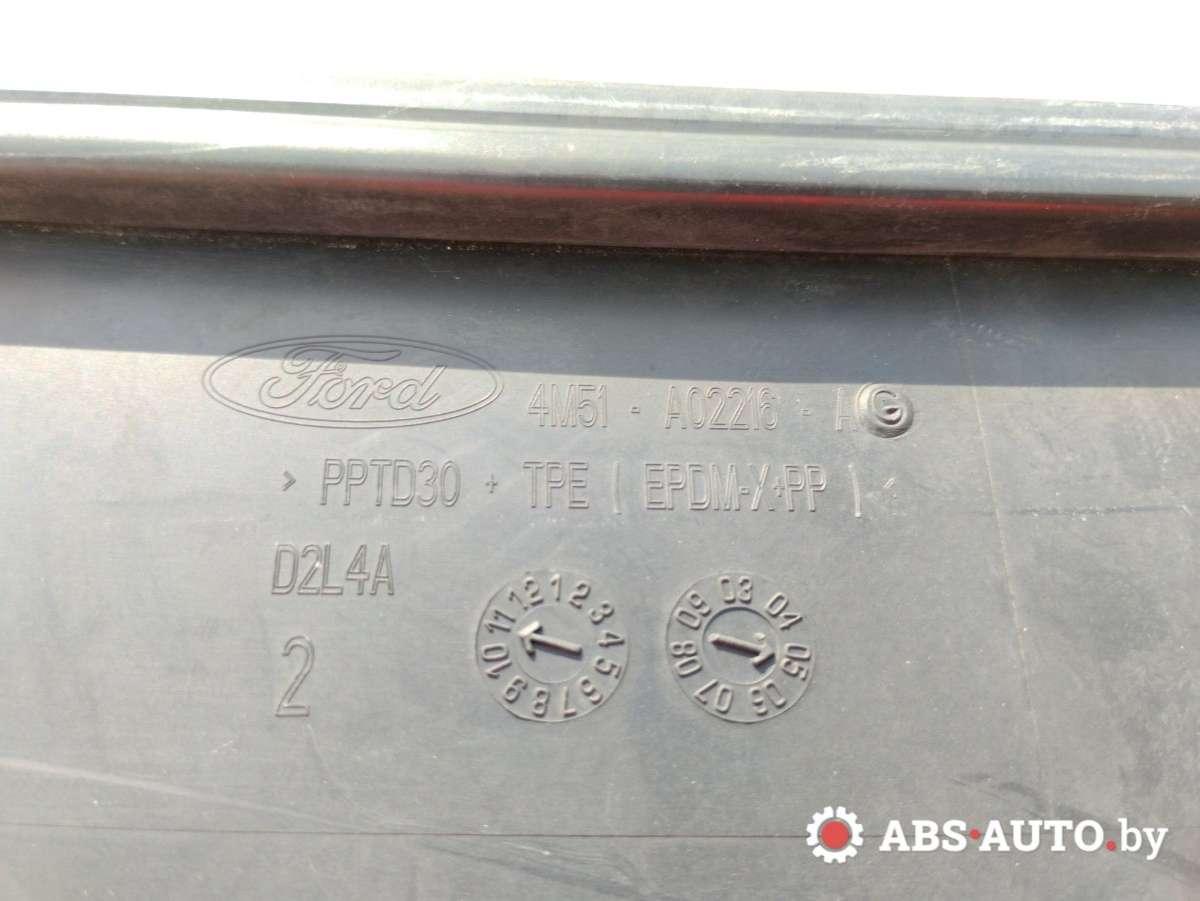 Ford 4M51 - A02216 - AG
> PPTD30 + TPE ( EPDM-X+PP ) <
D2L4A
2
12 1 2 3 4 5 6 7 8 9 10 11
03 04 05 06 07 08 09
ABS-AUTO.by